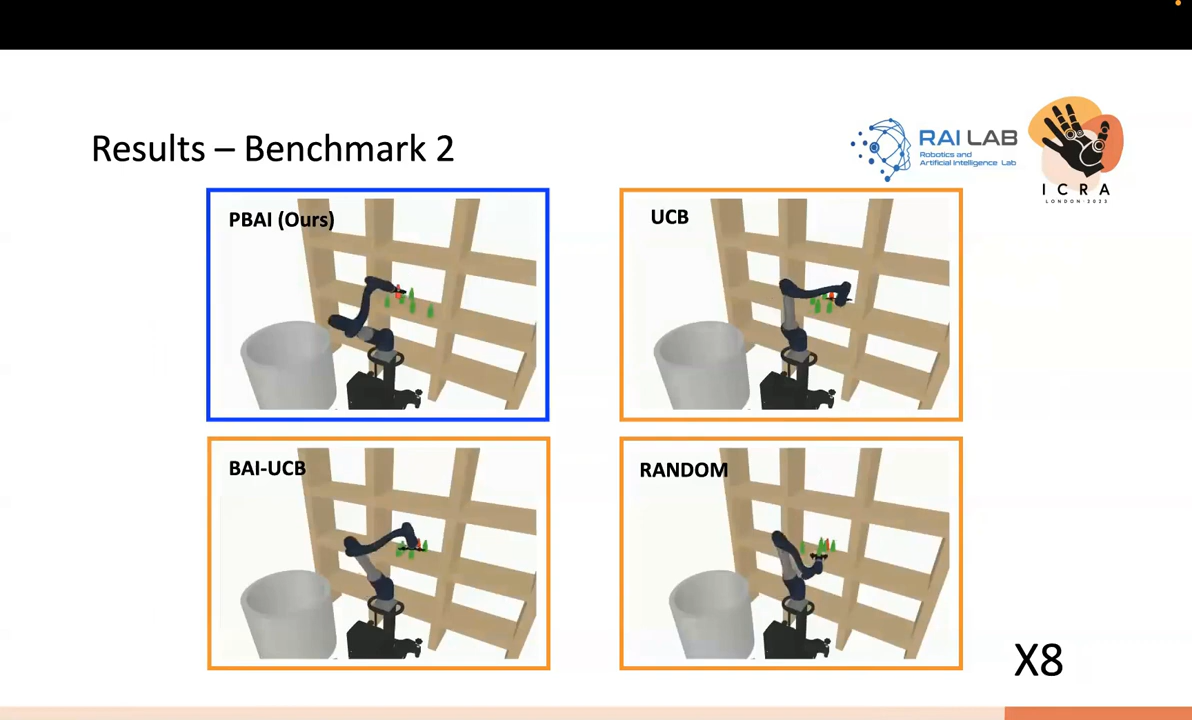 Results – Benchmark 2
RAI LAB
Robotics and
Artificial Intelligence Lab
ICRA
LONDON·2023
PBAI (Ours)
UCB
BAI-UCB
RANDOM
X8